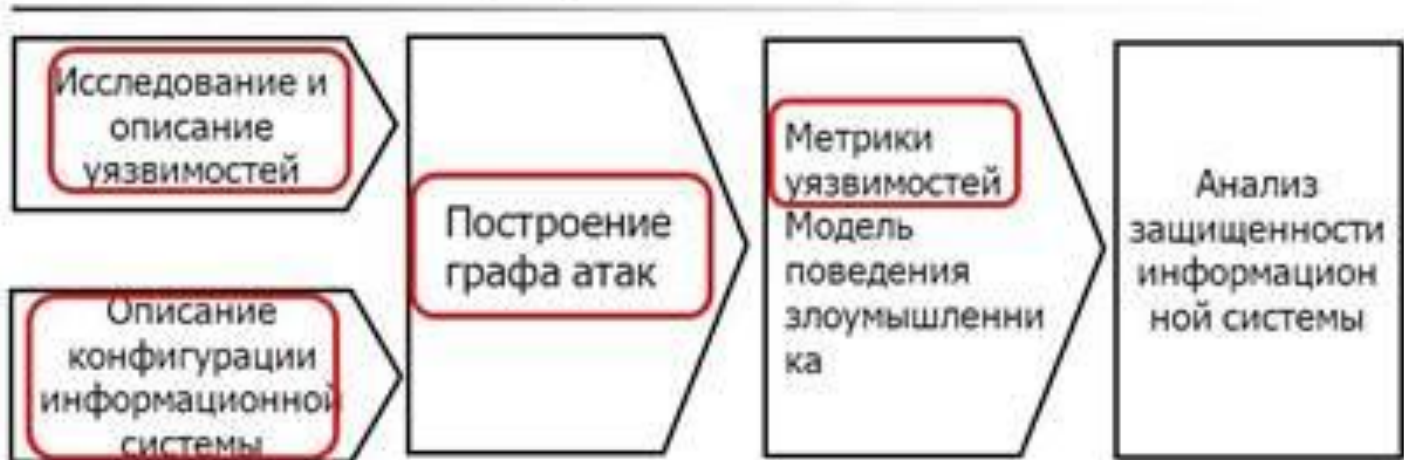 Исследование и
описание
уязвимостей
Описание
конфигурации
информационной
системы
Построение
графа атак
Метрики
уязвимостей
Модель
поведения
злоумышленни
ка
Анализ
защищенности
информацион
ной системы